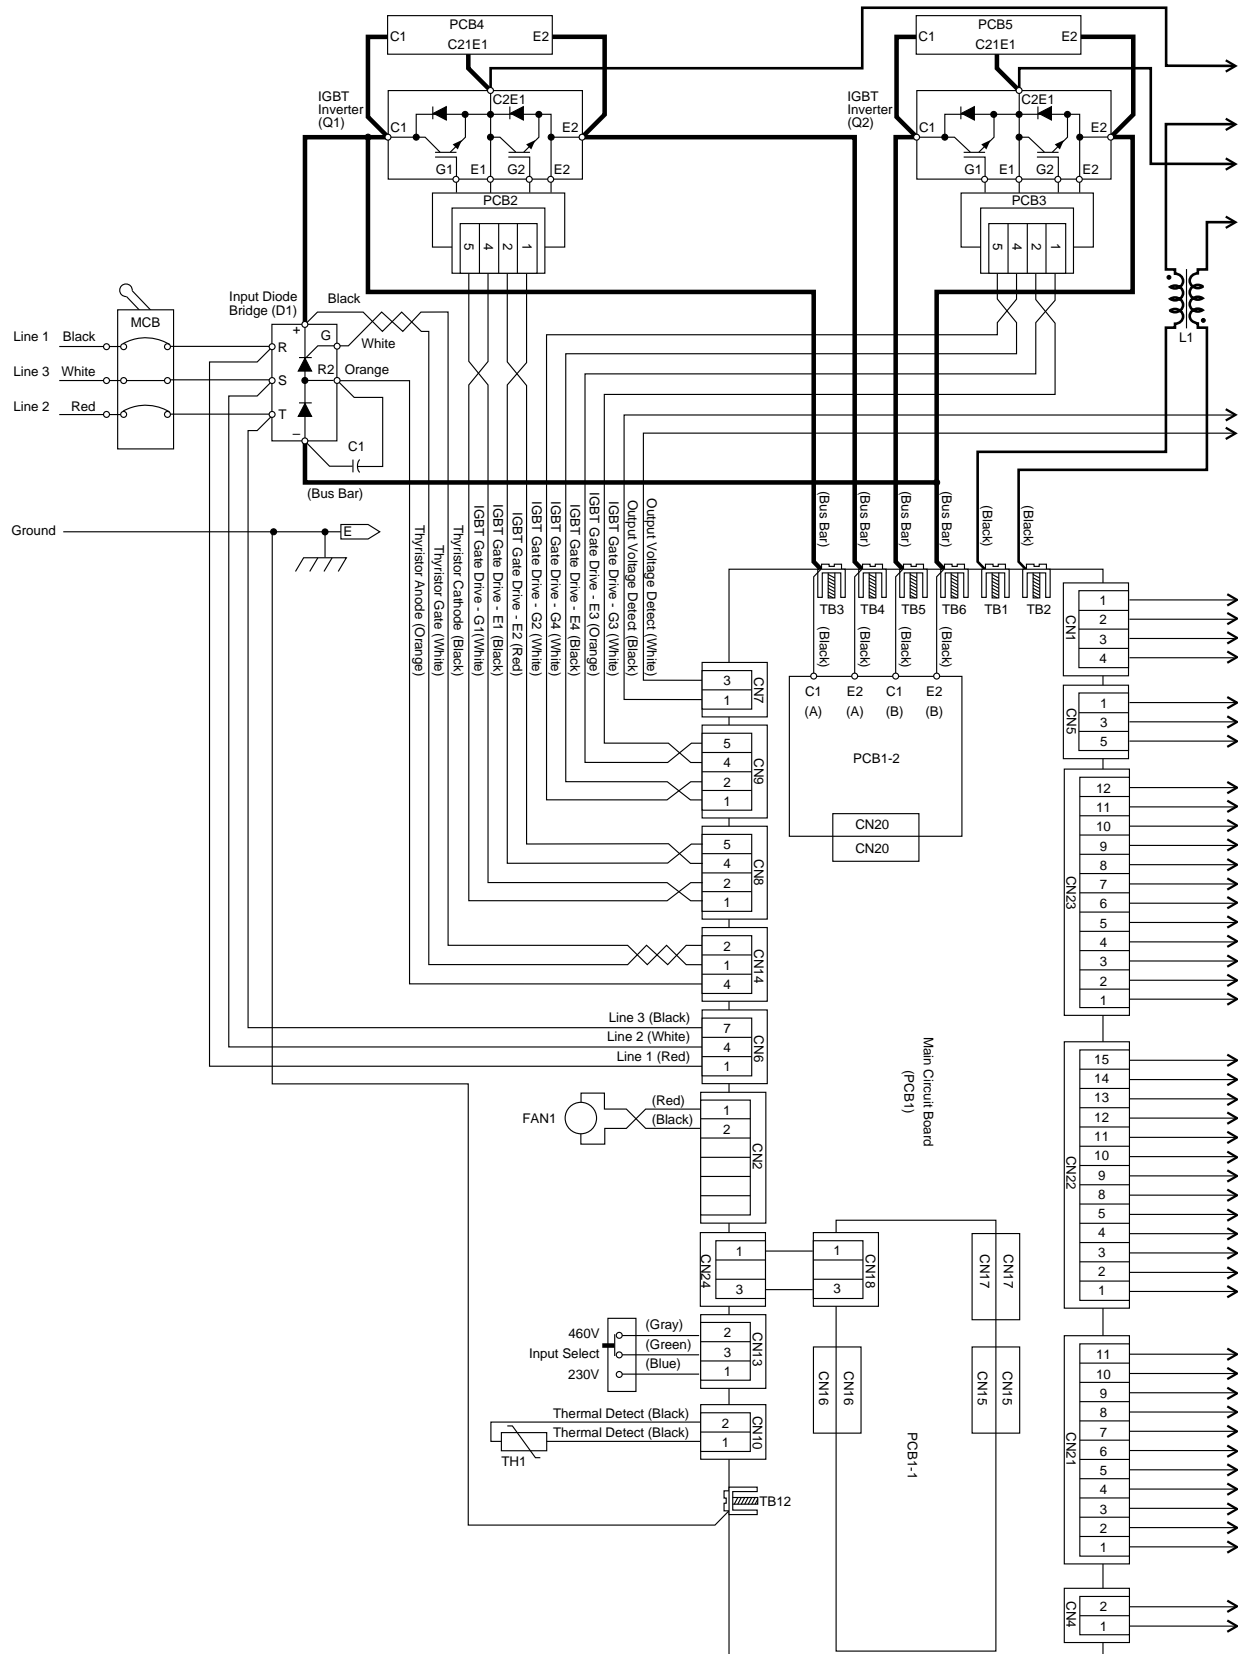 PCB4
C1
E2
C21E1
PCB5
C1
E2
C21E1
IGBT
Inverter
(Q1)
C1
C2E1
E2
G1
E1
G2
E2
IGBT
Inverter
(Q2)
C1
C2E1
E2
G1
E1
G2
E2
PCB2
5
4
2
1
PCB3
5
4
2
1
L1
MCB
Line 1
Black
Line 3
White
Line 2
Red
Input Diode
Bridge (D1)
Black
White
+
G
R
R2
Orange
S
T
–
C1
(Bus Bar)
Ground
E
Thyristor Anode (Orange)
Thyristor Gate (White)
Thyristor Cathode (Black)
IGBT Gate Drive - G1(White)
IGBT Gate Drive - E1 (Black)
IGBT Gate Drive - E2 (Red)
IGBT Gate Drive - G2 (White)
IGBT Gate Drive - G4 (White)
IGBT Gate Drive - E4 (Black)
IGBT Gate Drive - E3 (Orange)
IGBT Gate Drive - G3 (White)
Output Voltage Detect (Black)
Output Voltage Detect (White)
(Bus Bar)
(Bus Bar)
(Bus Bar)
(Bus Bar)
(Black)
(Black)
TB3
TB4
TB5
TB6
TB1
TB2
(Black)
(Black)
(Black)
(Black)
C1
E2
C1
E2
(A)
(A)
(B)
(B)
PCB1-2
CN20
CN20
CN7
3
1
CN9
5
4
2
1
CN8
5
4
2
1
CN14
2
1
4
CN6
Line 3 (Black)
7
Line 2 (White)
4
Line 1 (Red)
1
FAN1
(Red)
1
(Black)
2
CN2
CN24
1
3
CN18
1
3
CN17
CN17
CN16
CN16
CN15
CN15
PCB1-1
Main Circuit Board
(PCB1)
460V
Input Select
230V
(Gray)
2
(Green)
3
(Blue)
1
CN13
Thermal Detect (Black)
2
Thermal Detect (Black)
1
CN10
TH1
TB12
CN1
1
2
3
4
CN5
1
3
5
CN23
12
11
10
9
8
7
6
5
4
3
2
1
CN22
15
14
13
12
11
10
9
8
5
4
3
2
1
CN21
11
10
9
8
7
6
5
4
3
2
1
CN4
2
1